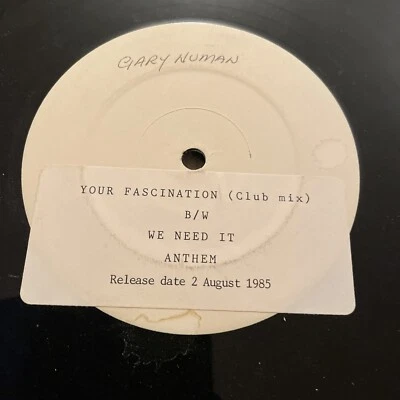 GARY NUMAN
YOUR FASCINATION (Club mix)
B/W
WE NEED IT
ANTHEM
Release date 2 August 1985